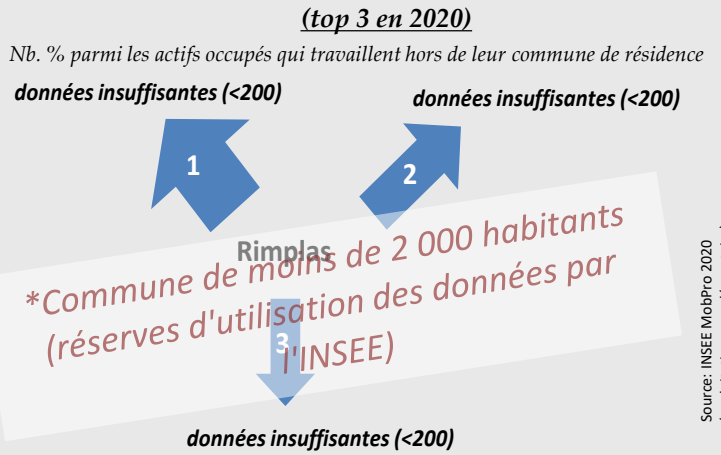 (top 3 en 2020)
Nb. % parmi les actifs occupés qui travaillent hors de leur commune de résidence
données insuffisantes (<200)
données insuffisantes (<200)
1
2
Rimplas
*Commune de moins de 2 000 habitants
(réserves d'utilisation des données par
l'INSEE)
3
données insuffisantes (<200)
Source: INSEE MobPro 2020